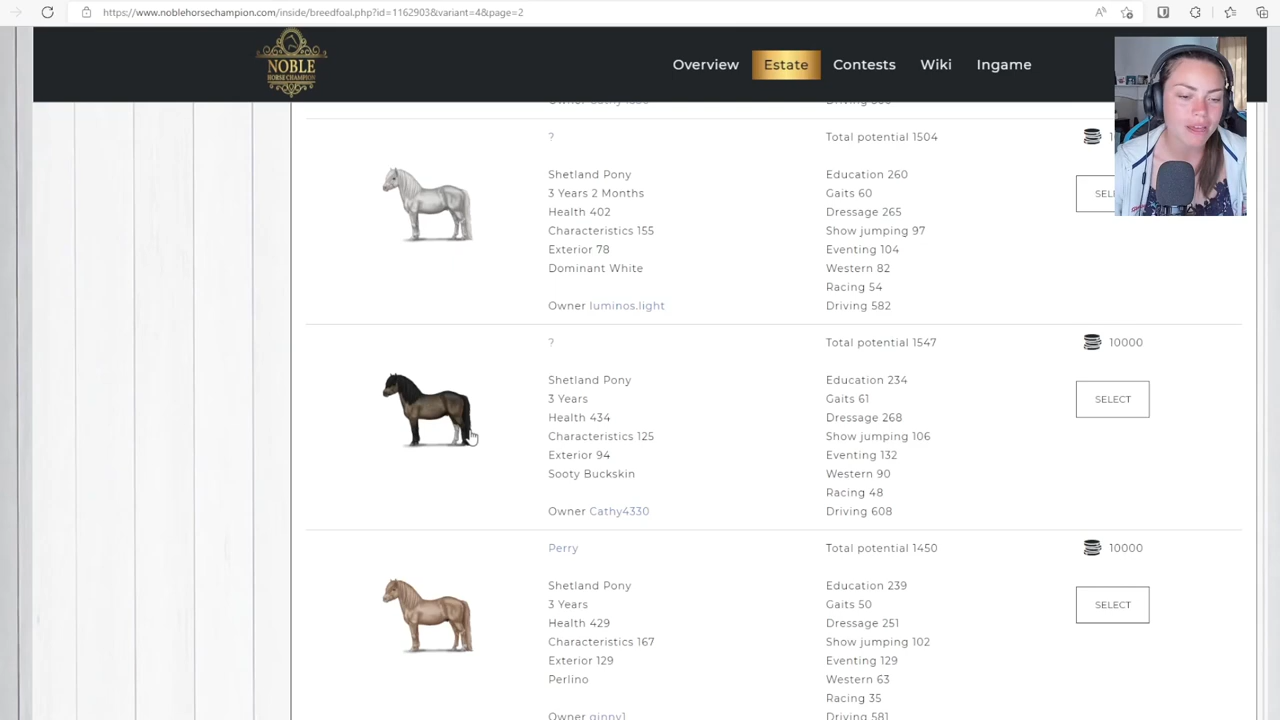 https://www.noblehorsechampion.com/inside/breedfoal.php?id=1162903&variant=4&page=2
NOBLE
HORSE CHAMPION
Overview
Estate
Contests
Wiki
Ingame
?
Total potential 1504
Shetland Pony
3 Years 2 Months
Health 402
Characteristics 155
Exterior 78
Dominant White
Owner luminos.light
Education 260
Gaits 60
Dressage 265
Show jumping 97
Eventing 104
Western 82
Racing 54
Driving 582
?
Total potential 1547
10000
Shetland Pony
3 Years
Health 434
Characteristics 125
Exterior 94
Sooty Buckskin
Owner Cathy4330
Education 234
Gaits 61
Dressage 268
Show jumping 106
Eventing 132
Western 90
Racing 48
Driving 608
SELECT
Perry
Total potential 1450
10000
Shetland Pony
3 Years
Health 429
Characteristics 167
Exterior 129
Perlino
Owner ginny1
Education 239
Gaits 50
Dressage 251
Show jumping 102
Eventing 129
Western 63
Racing 35
Driving 581
SELECT